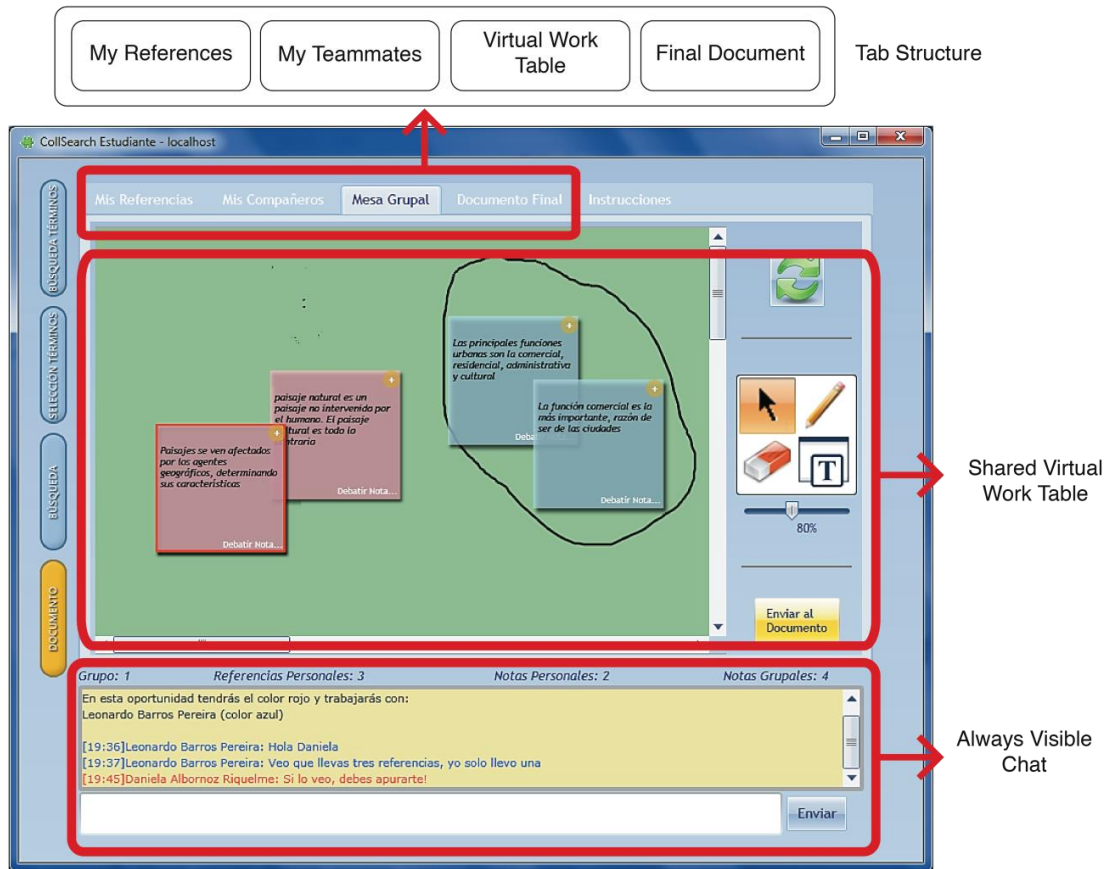 My References
My Teammates
Virtual Work
Table
Final Document
Tab Structure
CollSearch Estudiante - localhost
BÚSQUEDA TÉRMINOS
SELECCIÓN TÉRMINOS
BÚSQUEDA
DOCUMENTO
Mis Referencias
Mis Compañeros
Mesa Grupal
Documento Final
Instrucciones
Las principales funciones
urbanas son la comercial,
residencial, administrativa
y cultural
Deba
La función comercial es la
más importante, razón de
ser de las ciudades
Debatir Nota...
paisaje natural es un
paisaje no intervenido por
el humano. El paisaje
tural es todo lo
ntraria
Debatir Nota...
Paisajes se ven afectados
por los agentes
geográficos, determinando
sus características
Debatir Nota...
T
80%
Enviar al
Documento
Shared Virtual
Work Table
Grupo: 1 Referencias Personales: 3 Notas Personales: 2 Notas Grupales: 4
En esta oportunidad tendrás el color rojo y trabajarás con:
Leonardo Barros Pereira (color azul)
[19:36]Leonardo Barros Pereira: Hola Daniela
[19:37]Leonardo Barros Pereira: Veo que llevas tres referencias, yo solo llevo una
[19:45]Daniela Albornoz Riquelme: Si lo veo, debes apurarte!
Enviar
Always Visible
Chat